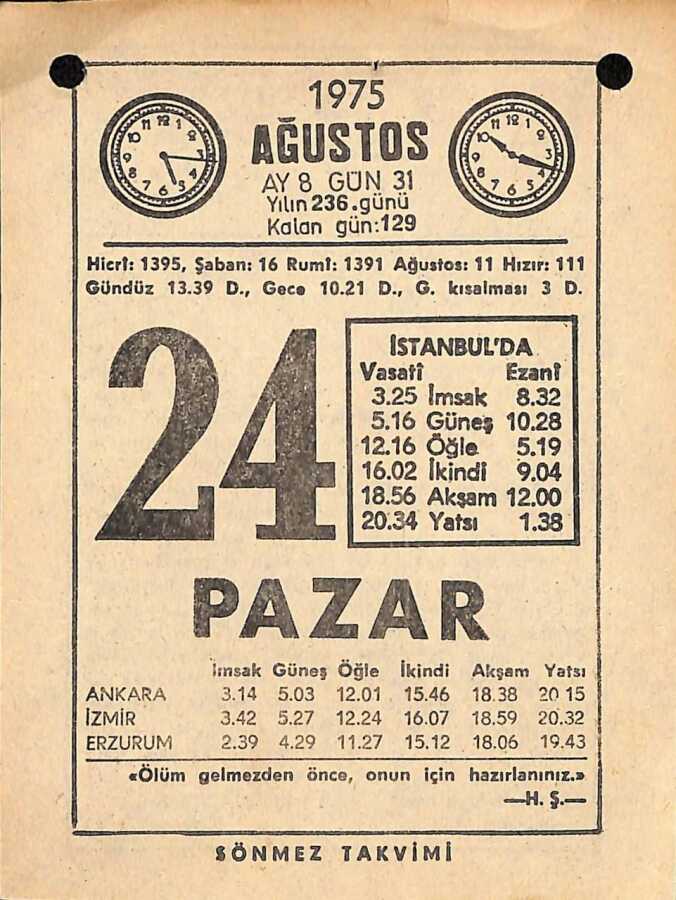 1975
AĞUSTOS
AY 8 GÜN 31
Yılın 236.günü
Kalan gün:129
Hicrî: 1395, Şaban: 16 Rumî: 1391 Ağustos: 11 Hızır: 111
Gündüz 13.39 D., Gece 10.21 D., G. kısalması 3 D.
24
İSTANBUL'DA
Vasatî Ezanî
3.25 İmsak 8.32
5.16 Güneş 10.28
12.16 Öğle 5.19
16.02 İkindi 9.04
18.56 Akşam 12.00
20.34 Yatsı 1.38
PAZAR
İmsak Güneş Öğle İkindi Akşam Yatsı
ANKARA 3.14 5.03 12.01 15.46 18.38 20 15
İZMİR 3.42 5.27 12.24 16.07 18.59 20.32
ERZURUM 2.39 4.29 11.27 15.12 18.06 19.43
«Ölüm gelmezden önce, onun için hazırlanınız.»
—H. Ş.—
SÖNMEZ TAKVİMİ